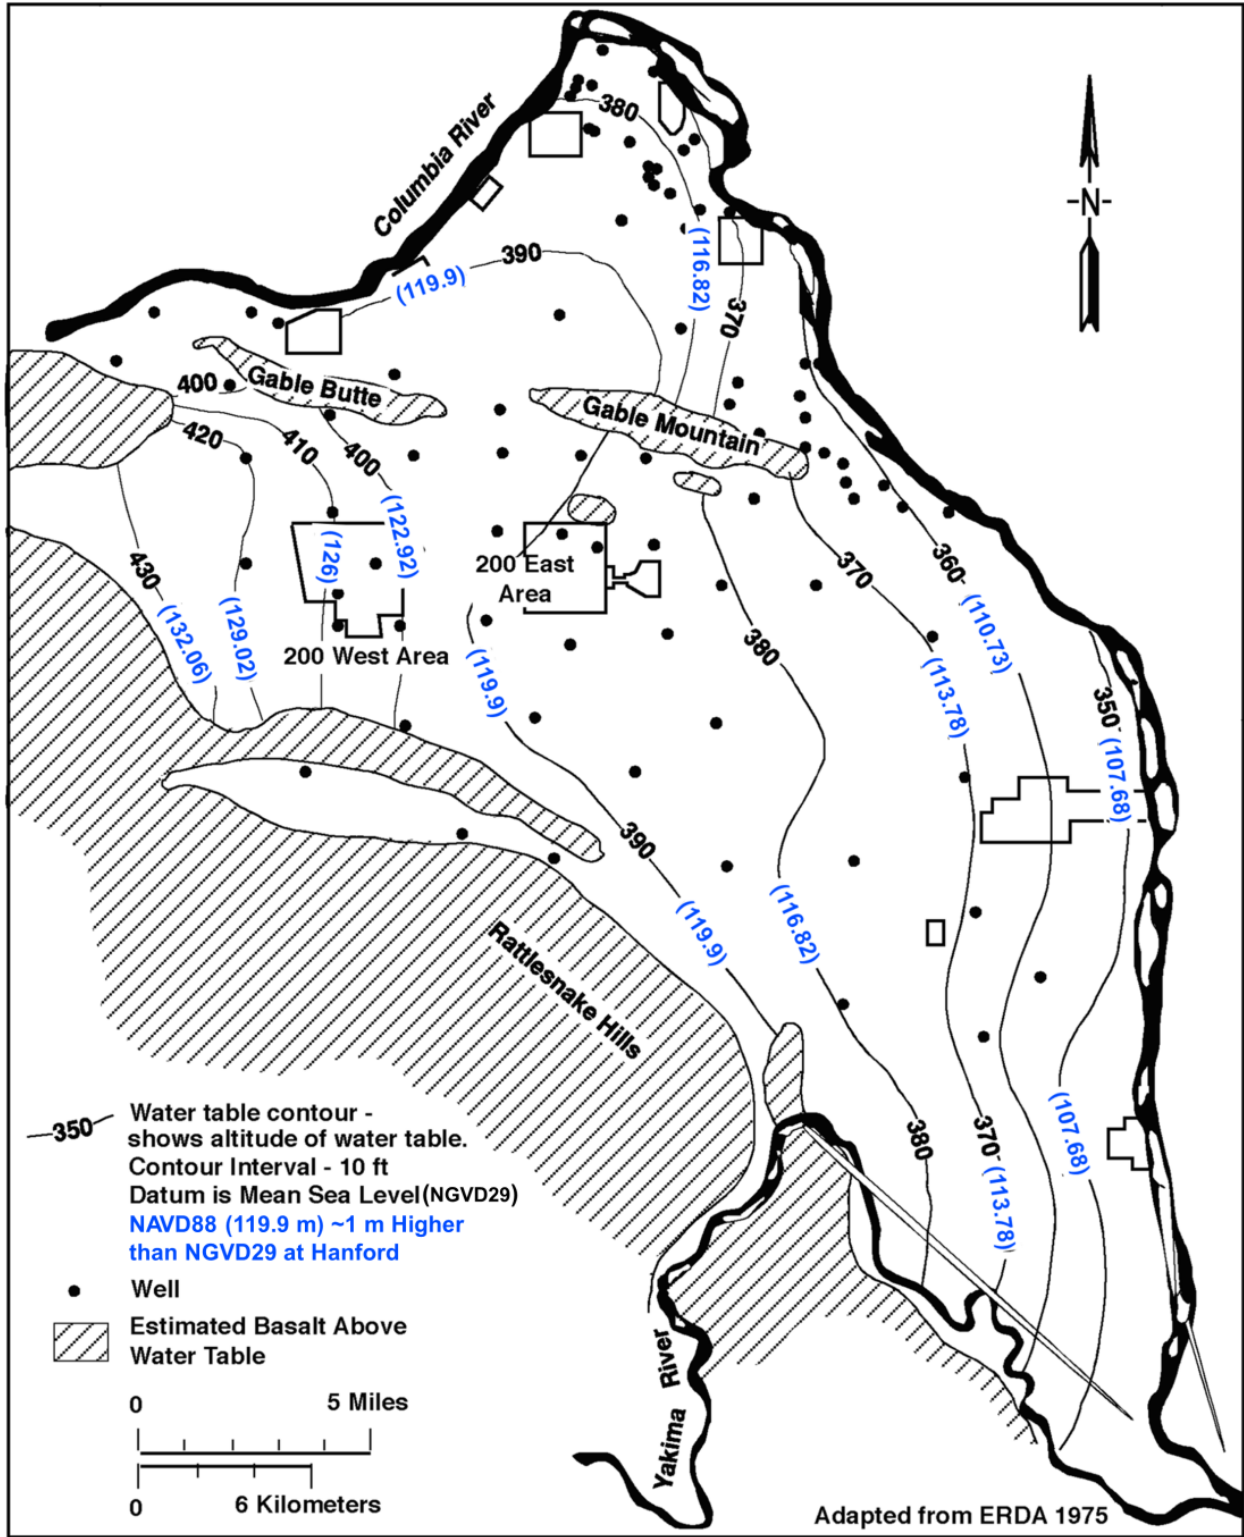 Columbia River
380
-N-
(116.82)
390
(119.9)
370
Gable Butte
400
Gable Mountain
420
410
400
(122.92)
(126)
200 East
Area
430
(132.06)
(129.02)
200 West Area
(119.9)
370
360
(110.73)
380
(113.78)
350
(107.68)
390
(119.9)
(116.82)
Rattlesnake Hills
350
Water table contour -
shows altitude of water table.
Contour Interval - 10 ft
Datum is Mean Sea Level(NGVD29)
NAVD88 (119.9 m) ~1 m Higher
than NGVD29 at Hanford
Well
Estimated Basalt Above
Water Table
380
370
(113.78)
(107.68)
Yakima River
0 5 Miles
0 6 Kilometers
Adapted from ERDA 1975